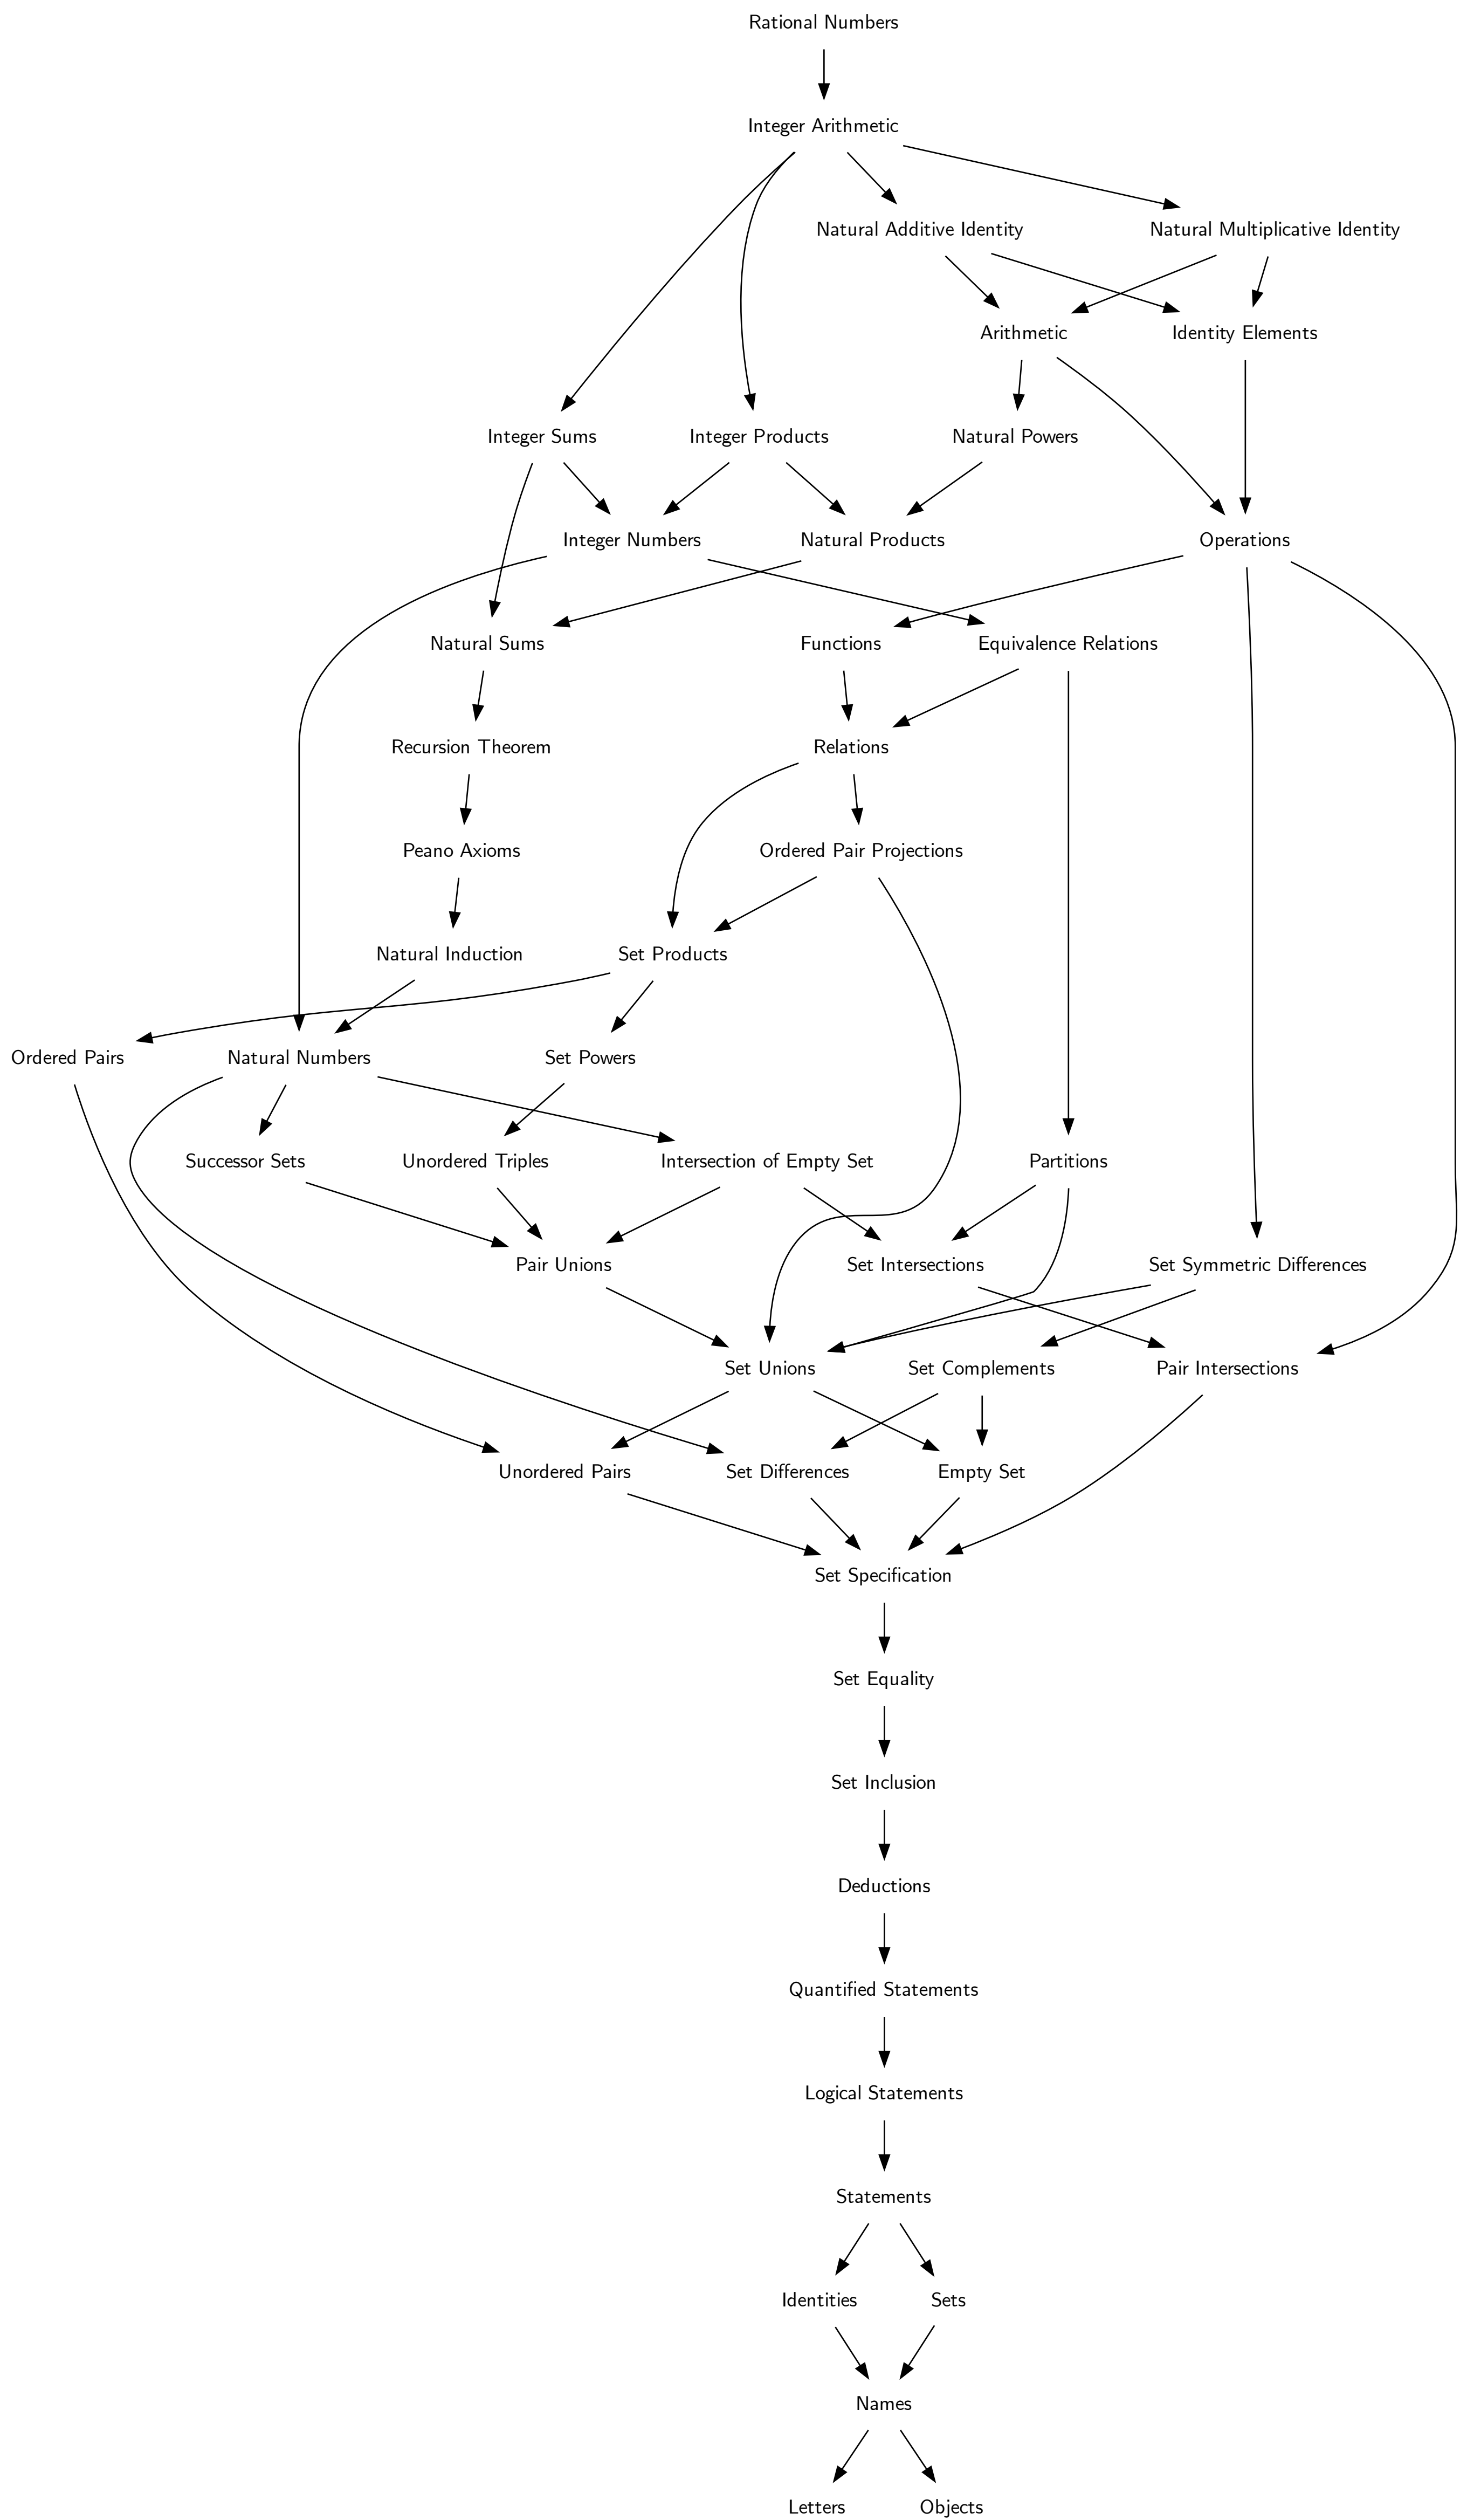 Rational Numbers
Integer Arithmetic
Natural Additive Identity
Natural Multiplicative Identity
Arithmetic
Identity Elements
Integer Sums
Integer Products
Natural Powers
Integer Numbers
Natural Products
Operations
Natural Sums
Functions
Equivalence Relations
Recursion Theorem
Relations
Peano Axioms
Ordered Pair Projections
Natural Induction
Set Products
Ordered Pairs
Natural Numbers
Set Powers
Successor Sets
Unordered Triples
Intersection of Empty Set
Partitions
Pair Unions
Set Intersections
Set Symmetric Differences
Set Unions
Set Complements
Pair Intersections
Unordered Pairs
Set Differences
Empty Set
Set Specification
Set Equality
Set Inclusion
Deductions
Quantified Statements
Logical Statements
Statements
Identities
Sets
Names
Letters
Objects